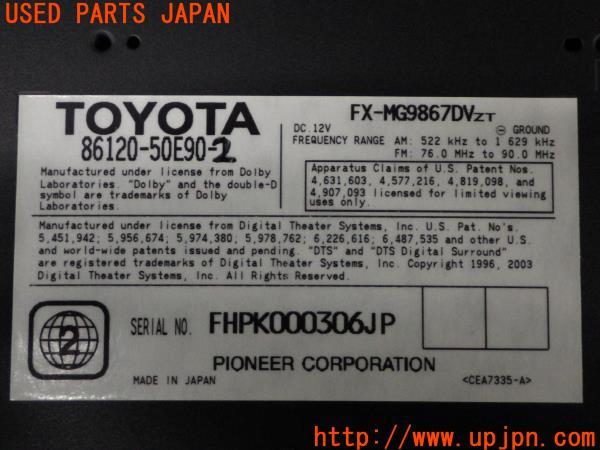 USED PARTS JAPAN
TOYOTA
86120-50E90-2
FX-MG9867DVZT
DC. 12V ⊖ GROUND
FREQUENCY RANGE AM: 522 kHz to 1 629 kHz
FM: 76.0 MHz to 90.0 MHz
Manufactured under license from Dolby
Laboratories. "Dolby" and the double-D
symbol are trademarks of Dolby
Laboratories.
Apparatus Claims of U.S. Patent Nos.
4,631,603, 4,577,216, 4,819,098, and
4,907,093 licensed for limited viewing
uses only.
Manufactured under license from Digital Theater Systems, Inc. U.S. Pat. No's.
5,451,942; 5,956,674; 5,974,380; 5,978,762; 6,226,616; 6,487,535 and other U.S.
and world-wide patents issued and pending. "DTS" and "DTS Digital Surround"
are registered trademarks of Digital Theater Systems, Inc. Copyright 1996, 2003
Digital Theater Systems, Inc. All Rights Reserved.
2
SERIAL NO. FHPK000306JP
PIONEER CORPORATION
MADE IN JAPAN
<CEA7335-A>
http://www.upjpn.com/